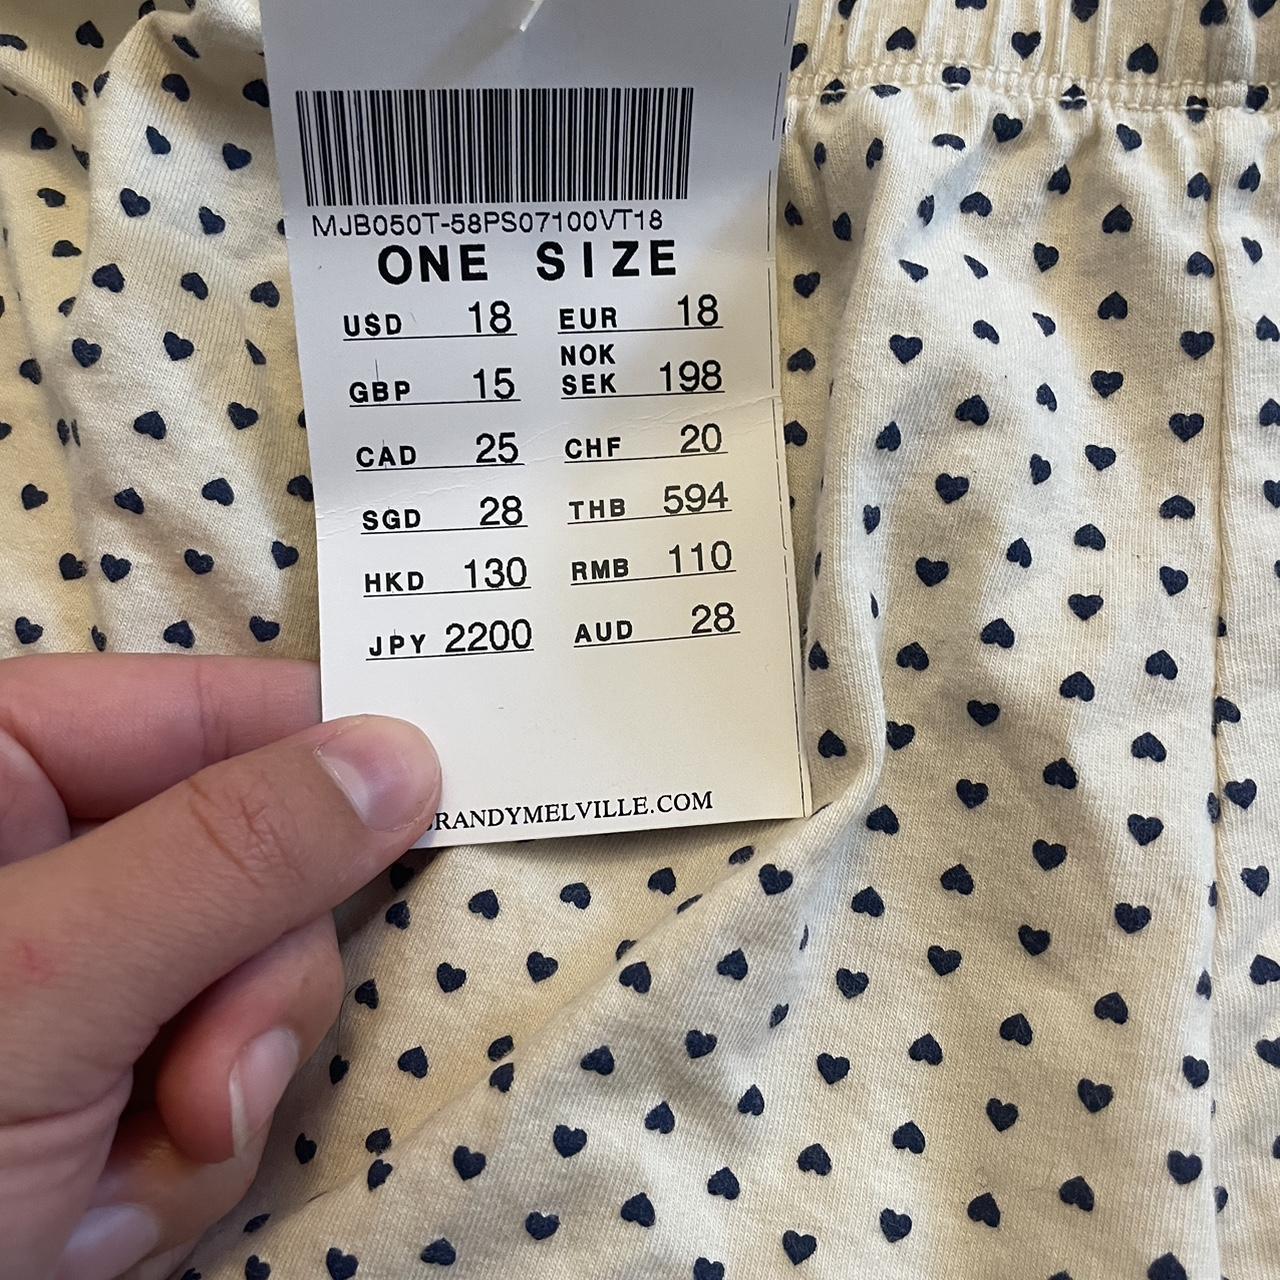 MJB050T-58PS07100VT18
ONE SIZE
USD 18 EUR 18
NOK
GBP 15 SEK 198
CAD 25 CHF 20
SGD 28 THB 594
HKD 130 RMB 110
JPY 2200 AUD 28
RANDYMELVILLE.COM